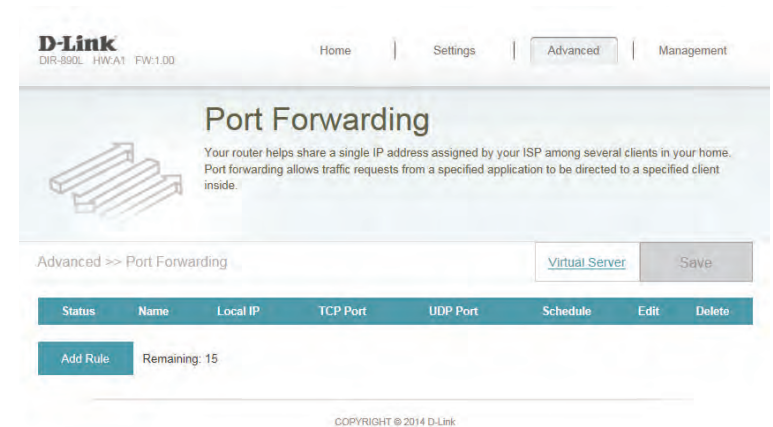 D-Link
DIR-890L HW:A1 FW:1.00
Home | Settings | Advanced | Management
Port Forwarding
Your router helps share a single IP address assigned by your ISP among several clients in your home.
Port forwarding allows traffic requests from a specified application to be directed to a specified client
inside.
Advanced >> Port Forwarding
Virtual Server
Save
Status Name Local IP TCP Port UDP Port Schedule Edit Delete
Add Rule Remaining: 15
COPYRIGHT © 2014 D-Link